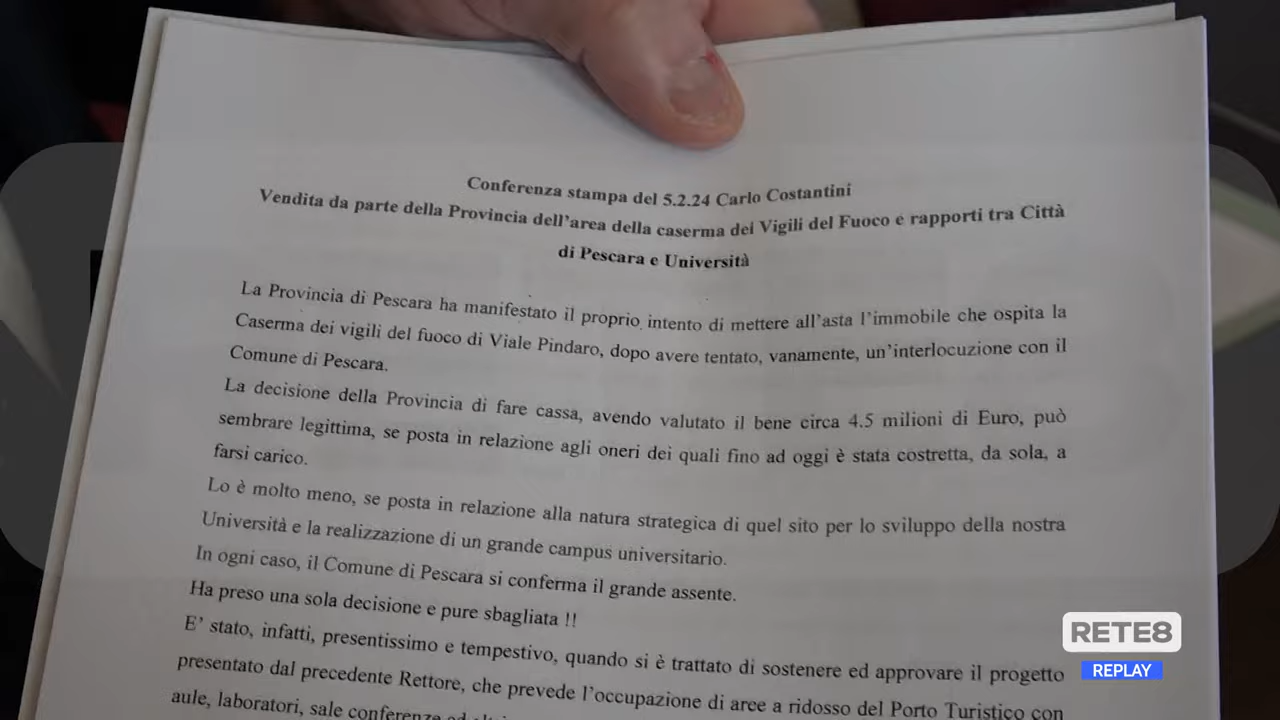 Conferenza stampa del 5.2.24 Carlo Costantini
Vendita da parte della Provincia dell'area della caserma dei Vigili del Fuoco e rapporti tra Città
di Pescara e Università
La Provincia di Pescara ha manifestato il proprio intento di mettere all'asta l'immobile che ospita la
Caserma dei vigili del fuoco di Viale Pindaro, dopo avere tentato, vanamente, un'interlocuzione con il
Comune di Pescara.
La decisione della Provincia di fare cassa, avendo valutato il bene circa 4.5 milioni di Euro, può
sembrare legittima, se posta in relazione agli oneri dei quali fino ad oggi è stata costretta, da sola, a
farsi carico.
Lo è molto meno, se posta in relazione alla natura strategica di quel sito per lo sviluppo della nostra
Università e la realizzazione di un grande campus universitario.
In ogni caso, il Comune di Pescara si conferma il grande assente.
Ha preso una sola decisione e pure sbagliata !!
E' stato, infatti, presentissimo e tempestivo, quando si è trattato di sostenere ed approvare il progetto
presentato dal precedente Rettore, che prevede l'occupazione di aree a ridosso del Porto Turistico con
aule, laboratori, sale conferenze ed
RETE8
REPLAY